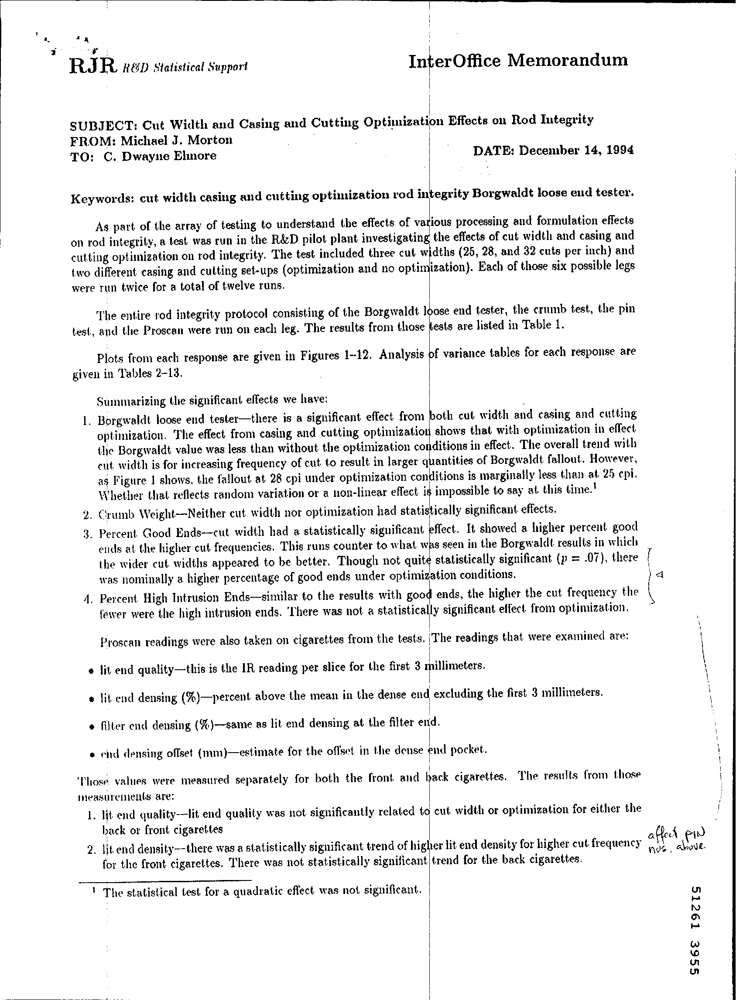 RJR R&D Statistical Support
InterOffice Memorandum
SUBJECT: Cut Width and Casing and Cutting Optimization Effects on Rod Integrity
FROM: Michael J. Morton
TO: C. Dwayne Elmore
DATE: December 14, 1994
Keywords: cut width casing and cutting optimization rod integrity Borgwaldt loose end tester.
As part of the array of testing to understand the effects of various processing and formulation effects
on rod integrity, a test was run in the R&D pilot plant investigating the effects of cut width and casing and
cutting optimization on rod integrity. The test included three cut widths (25, 28, and 32 cuts per inch) and
two different casing and cutting set-ups (optimization and no optimization). Each of those six possible legs
were run twice for a total of twelve runs.
The entire rod integrity protocol consisting of the Borgwaldt loose end tester, the crumb test, the pin
test, and the Proscan were run on each leg. The results from those tests are listed in Table 1.
Plots from each response are given in Figures 1–12. Analysis of variance tables for each response are
given in Tables 2–13.
Summarizing the significant effects we have:
1. Borgwaldt loose end tester—there is a significant effect from both cut width and casing and cutting
optimization. The effect from casing and cutting optimization shows that with optimization in effect
the Borgwaldt value was less than without the optimization conditions in effect. The overall trend with
cut width is for increasing frequency of cut to result in larger quantities of Borgwaldt fallout. However,
as Figure 1 shows, the fallout at 28 cpi under optimization conditions is marginally less than at 25 cpi.
Whether that reflects random variation or a non-linear effect is impossible to say at this time.¹
2. Crumb Weight—Neither cut width nor optimization had statistically significant effects.
3. Percent Good Ends—cut width had a statistically significant effect. It showed a higher percent good
ends at the higher cut frequencies. This runs counter to what was seen in the Borgwaldt results in which
the wider cut widths appeared to be better. Though not quite statistically significant (p = .07), there
was nominally a higher percentage of good ends under optimization conditions.
4. Percent High Intrusion Ends—similar to the results with good ends, the higher the cut frequency the
fewer were the high intrusion ends. There was not a statistically significant effect from optimization.
Proscan readings were also taken on cigarettes from the tests. The readings that were examined are:
• lit end quality—this is the IR reading per slice for the first 3 millimeters.
• lit end densing (%)—percent above the mean in the dense end excluding the first 3 millimeters.
• filter end densing (%)—same as lit end densing at the filter end.
• end densing offset (mm)—estimate for the offset in the dense end pocket.
Those values were measured separately for both the front and back cigarettes. The results from those
measurements are:
1. lit end quality—lit end quality was not significantly related to cut width or optimization for either the
back or front cigarettes
2. lit end density—there was a statistically significant trend of higher lit end density for higher cut frequency
for the front cigarettes. There was not statistically significant trend for the back cigarettes.
affect PIN
nos. above.
¹ The statistical test for a quadratic effect was not significant.
51261 3955